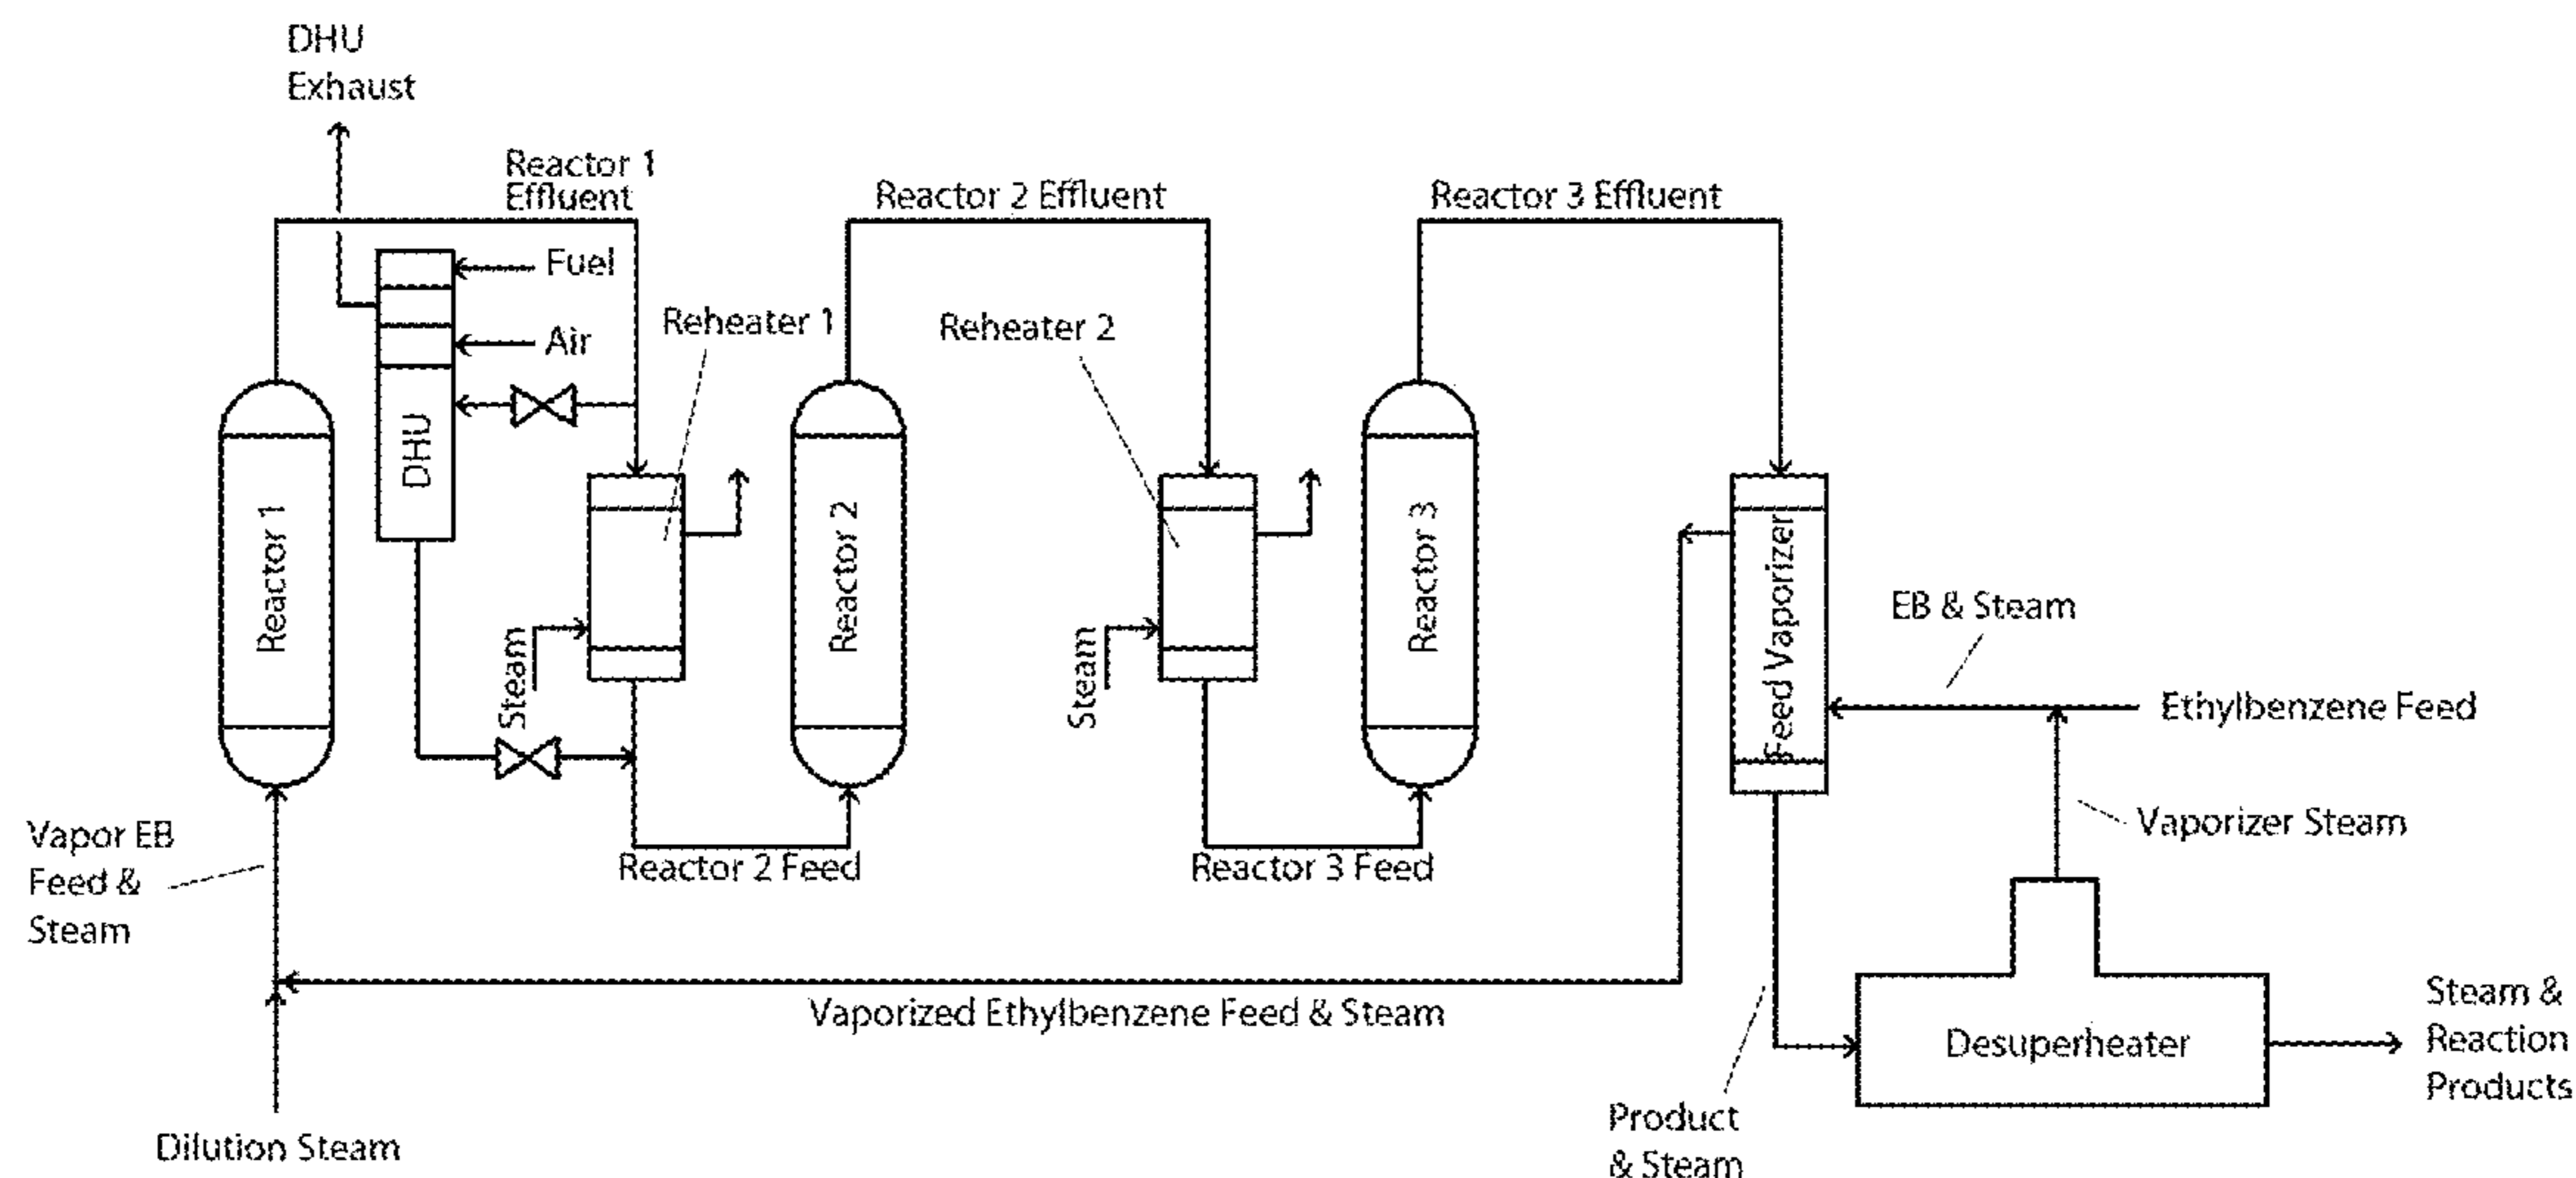 DHU
Exhaust
Reactor 1
Effluent
Reactor 2 Effluent
Reactor 3 Effluent
Fuel
Air
Reheater 1
Reheater 2
DHU
Reactor 1
Steam
Reactor 2
Steam
Reactor 3
Feed Vaporizer
EB & Steam
Ethylbenzene Feed
Vaporizer Steam
Vapor EB
Feed &
Steam
Reactor 2 Feed
Reactor 3 Feed
Vaporized Ethylbenzene Feed & Steam
Desuperheater
Steam &
Reaction
Products
Product
& Steam
Dilution Steam